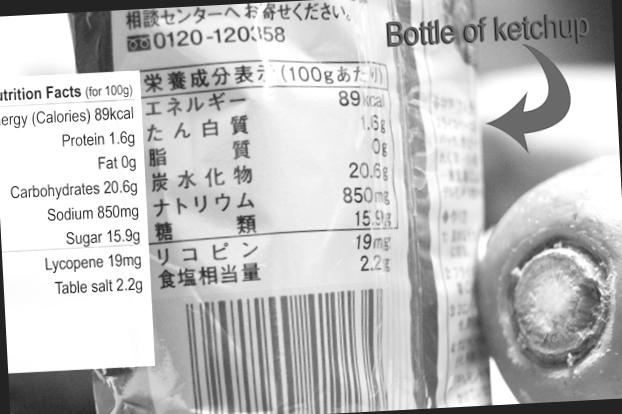 相談センターへお寄せください。
0120-120358
Bottle of ketchup
栄養成分表示(100gあたり)
エネルギー 89kcal
たん白質 1.6g
脂質 0g
炭水化物 20.6g
ナトリウム 850mg
糖類 15.9g
リコピン 19mg
食塩相当量 2.2g
utrition Facts (for 100g)
ergy (Calories) 89kcal
Protein 1.6g
Fat 0g
Carbohydrates 20.6g
Sodium 850mg
Sugar 15.9g
Lycopene 19mg
Table salt 2.2g